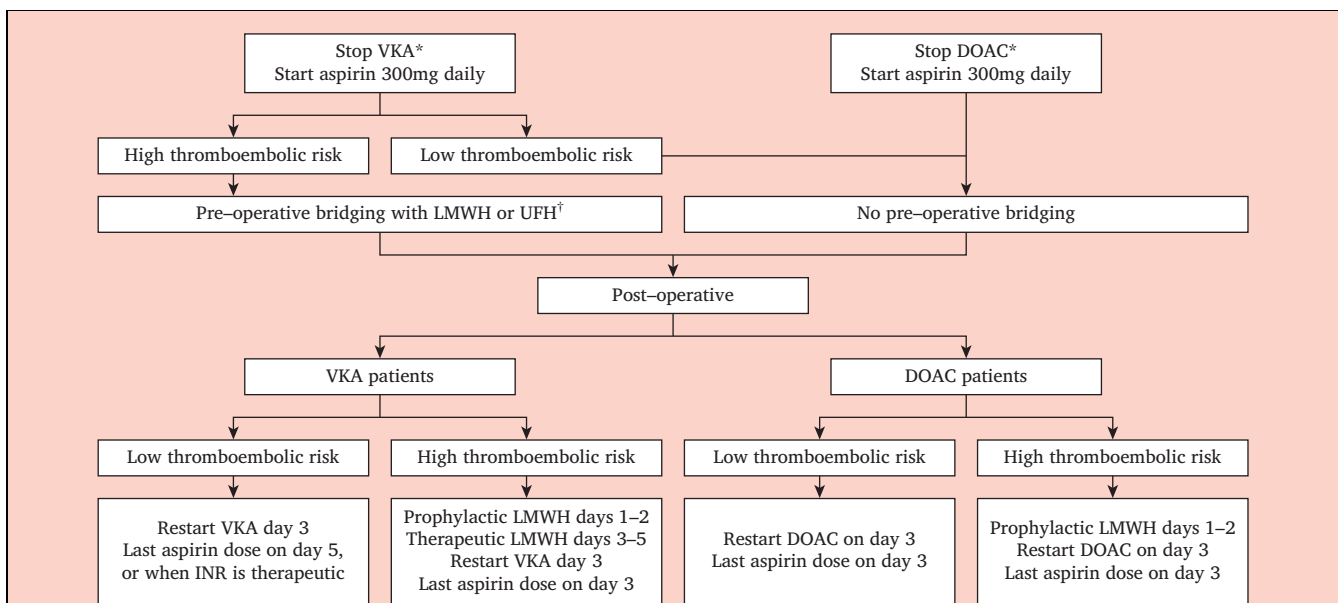 Stop VKA*
Start aspirin 300mg daily
Stop DOAC*
Start aspirin 300mg daily
High thromboembolic risk
Low thromboembolic risk
Pre–operative bridging with LMWH or UFH†
No pre–operative bridging
Post–operative
VKA patients
DOAC patients
Low thromboembolic risk
High thromboembolic risk
Low thromboembolic risk
High thromboembolic risk
Restart VKA day 3
Last aspirin dose on day 5,
or when INR is therapeutic
Prophylactic LMWH days 1–2
Therapeutic LMWH days 3–5
Restart VKA day 3
Last aspirin dose on day 3
Restart DOAC on day 3
Last aspirin dose on day 3
Prophylactic LMWH days 1–2
Restart DOAC on day 3
Last aspirin dose on day 3